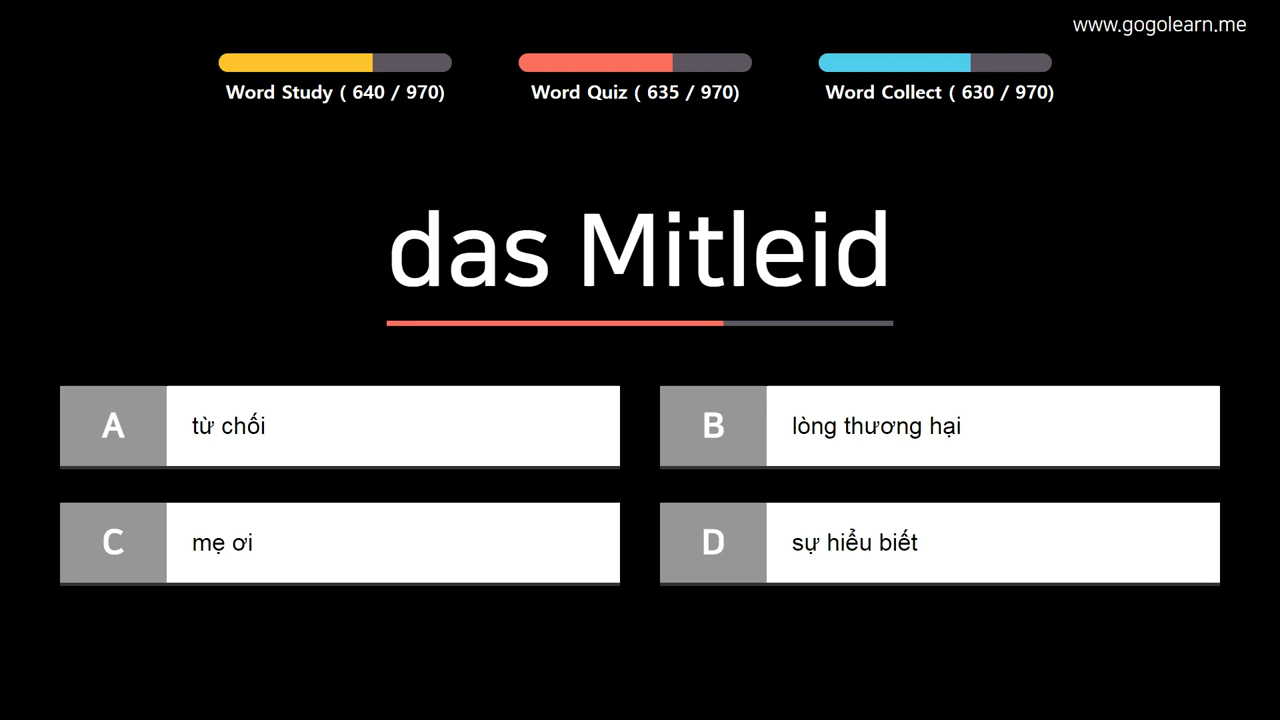 www.gogolearn.me
Word Study ( 640 / 970)
Word Quiz ( 635 / 970)
Word Collect ( 630 / 970)
das Mitleid
A
từ chối
B
lòng thương hại
C
mẹ ơi
D
sự hiểu biết